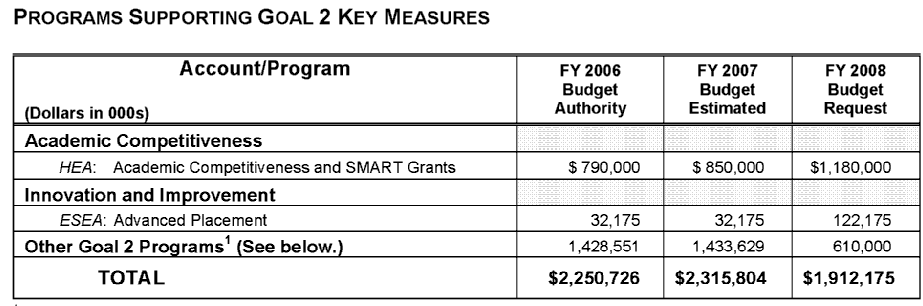 PROGRAMS SUPPORTING GOAL 2 KEY MEASURES
Account/Program
(Dollars in 000s)
FY 2006
Budget
Authority
FY 2007
Budget
Estimated
FY 2008
Budget
Request
Academic Competitiveness
HEA: Academic Competitiveness and SMART Grants $ 790,000 $ 850,000 $1,180,000
Innovation and Improvement
ESEA: Advanced Placement 32,175 32,175 122,175
Other Goal 2 Programs1 (See below.) 1,428,551 1,433,629 610,000
TOTAL $2,250,726 $2,315,804 $1,912,175